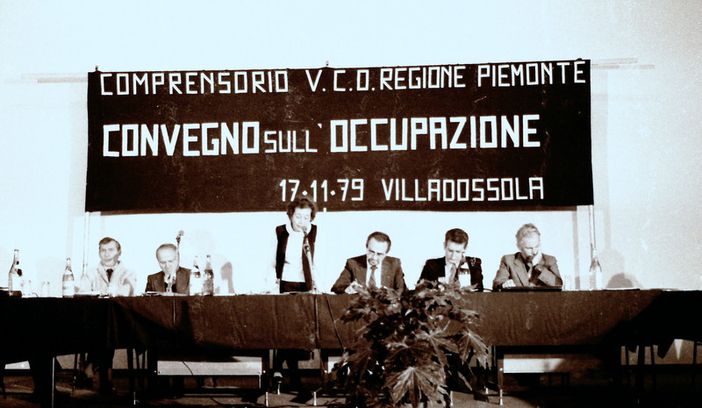 COMPRENSORIO V.C.O. REGIONE PIEMONTE
CONVEGNO SULL'OCCUPAZIONE
17·11·79 VILLADOSSOLA